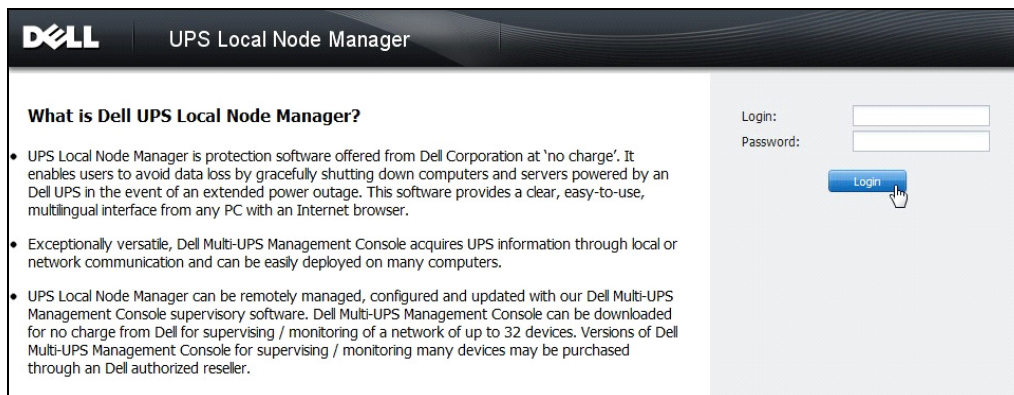 DELL UPS Local Node Manager
What is Dell UPS Local Node Manager?
• UPS Local Node Manager is protection software offered from Dell Corporation at ‘no charge’. It
enables users to avoid data loss by gracefully shutting down computers and servers powered by an
Dell UPS in the event of an extended power outage. This software provides a clear, easy-to-use,
multilingual interface from any PC with an Internet browser.
• Exceptionally versatile, Dell Multi-UPS Management Console acquires UPS information through local or
network communication and can be easily deployed on many computers.
• UPS Local Node Manager can be remotely managed, configured and updated with our Dell Multi-UPS
Management Console supervisory software. Dell Multi-UPS Management Console can be downloaded
for no charge from Dell for supervising / monitoring of a network of up to 32 devices. Versions of Dell
Multi-UPS Management Console for supervising / monitoring many devices may be purchased
through an Dell authorized reseller.
Login:
Password:
Login